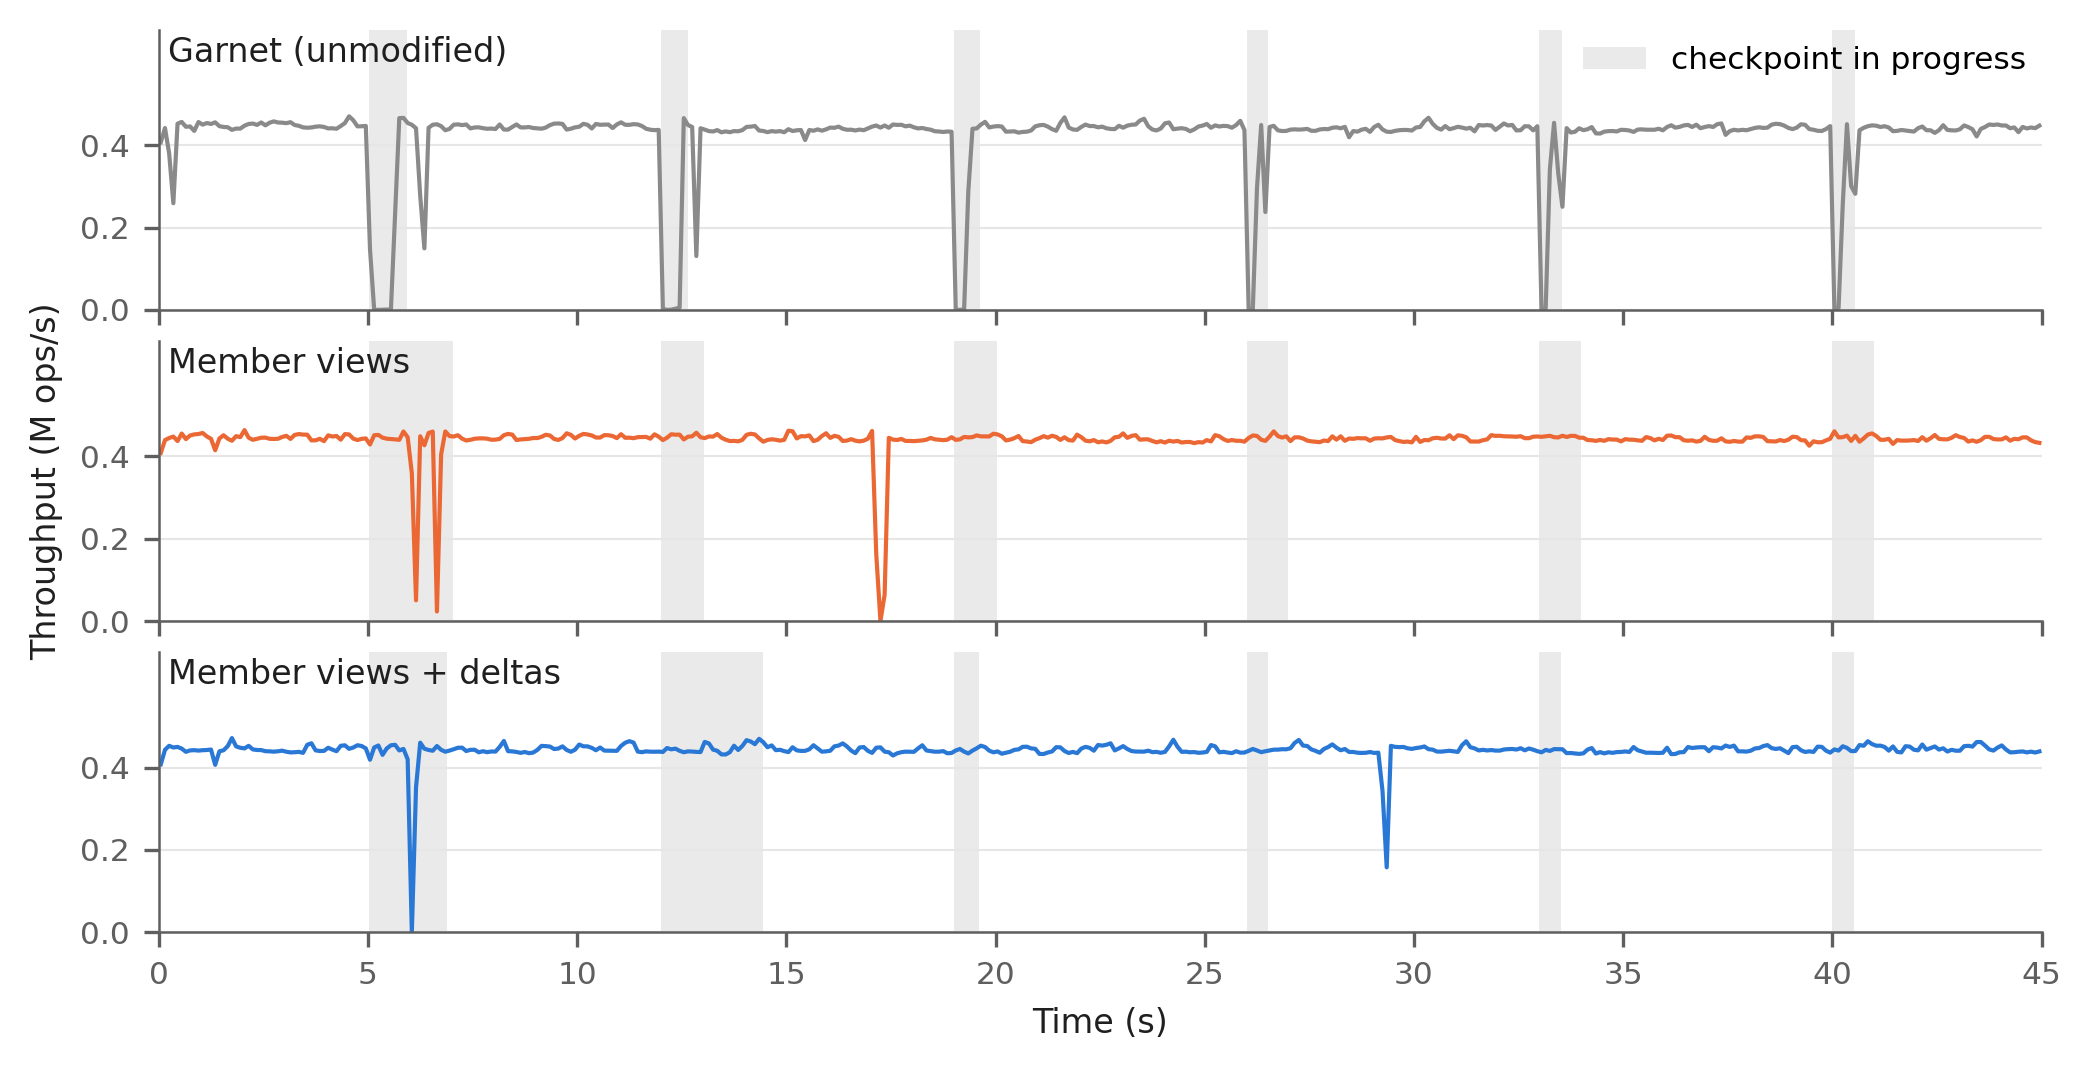 Garnet (unmodified)
checkpoint in progress
0.4
0.2
0.0
Member views
0.4
0.2
0.0
Throughput (M ops/s)
Member views + deltas
0.4
0.2
0.0
0 5 10 15 20 25 30 35 40 45
Time (s)